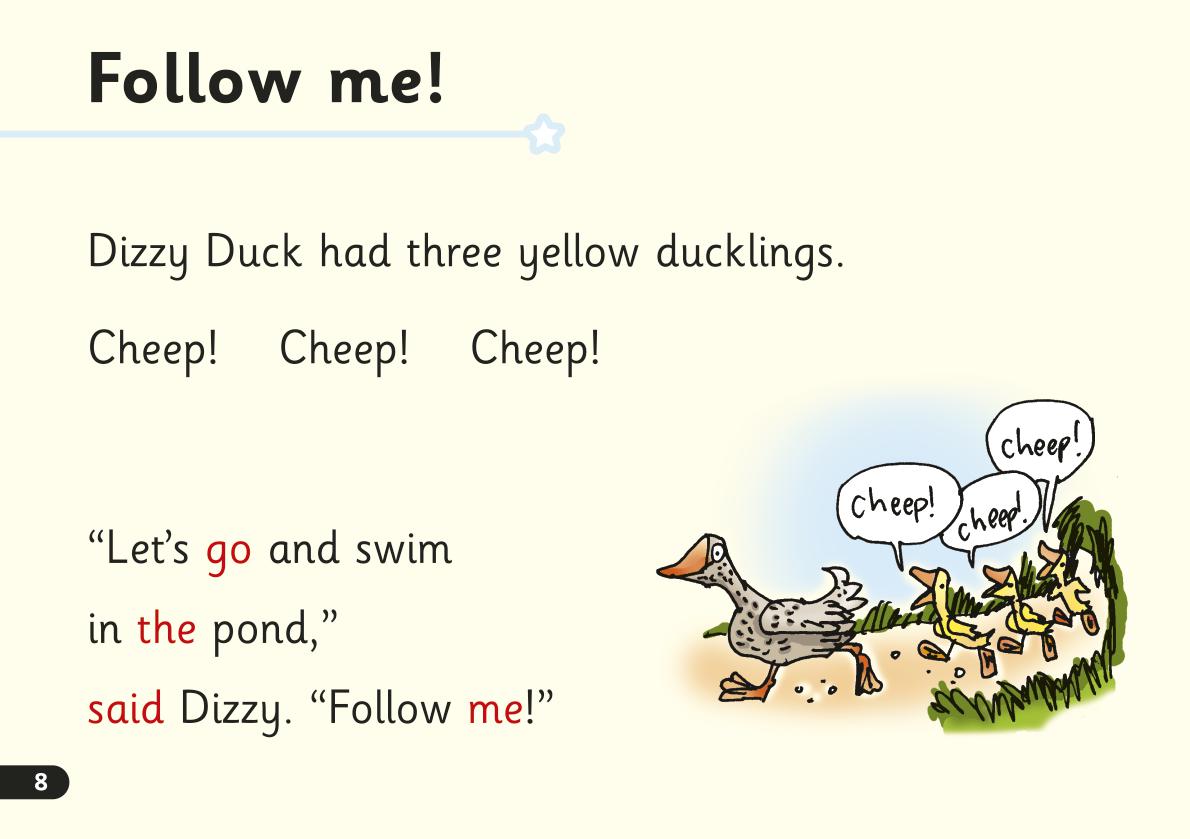 Follow me!
Dizzy Duck had three yellow ducklings.
Cheep! Cheep! Cheep!
cheep!
cheep!
cheep!
“Let’s go and swim
in the pond,”
said Dizzy. “Follow me!”
8